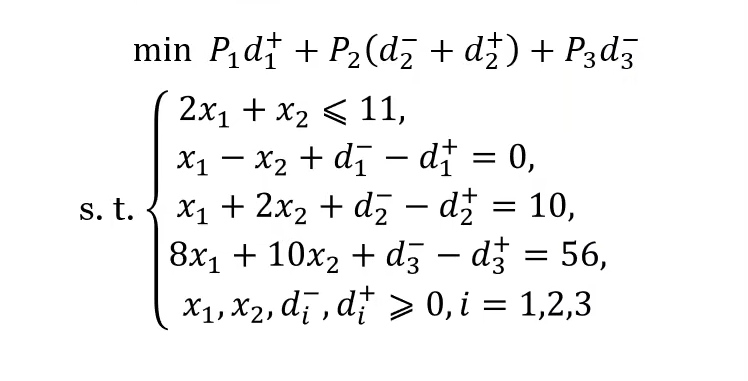 min P₁d₁⁺ + P₂(d₂⁻ + d₂⁺) + P₃d₃⁻
2x₁ + x₂ ⩽ 11,
x₁ − x₂ + d₁⁻ − d₁⁺ = 0,
s. t. x₁ + 2x₂ + d₂⁻ − d₂⁺ = 10,
8x₁ + 10x₂ + d₃⁻ − d₃⁺ = 56,
x₁, x₂, dᵢ⁻, dᵢ⁺ ⩾ 0, i = 1,2,3